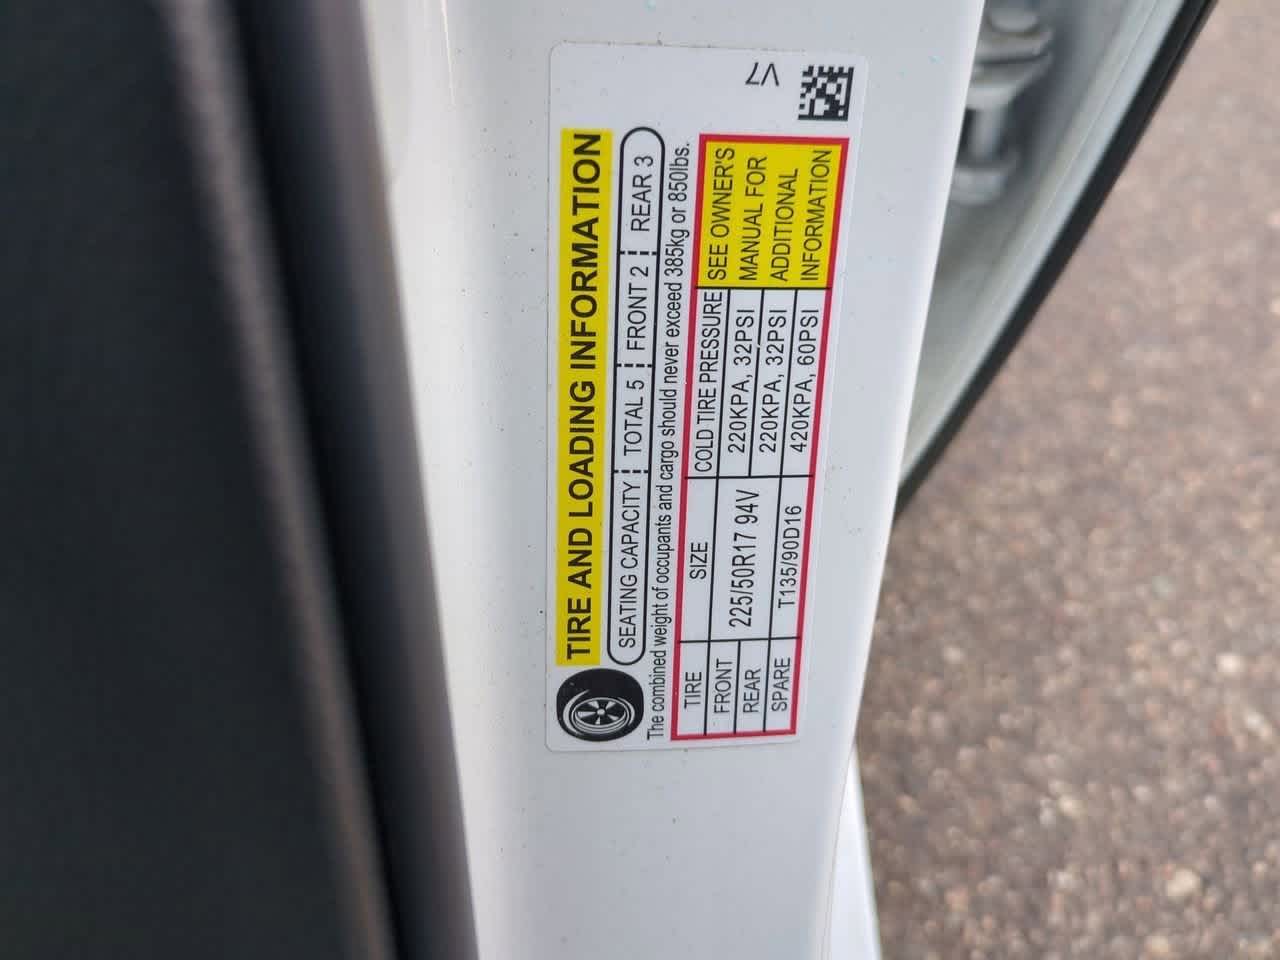 V7
TIRE AND LOADING INFORMATION
SEATING CAPACITY TOTAL 5 FRONT 2 REAR 3
The combined weight of occupants and cargo should never exceed 385kg or 850lbs.
TIRE SIZE COLD TIRE PRESSURE
FRONT 225/50R17 94V 220KPA, 32PSI
REAR 220KPA, 32PSI
SPARE T135/90D16 420KPA, 60PSI
SEE OWNER'S
MANUAL FOR
ADDITIONAL
INFORMATION